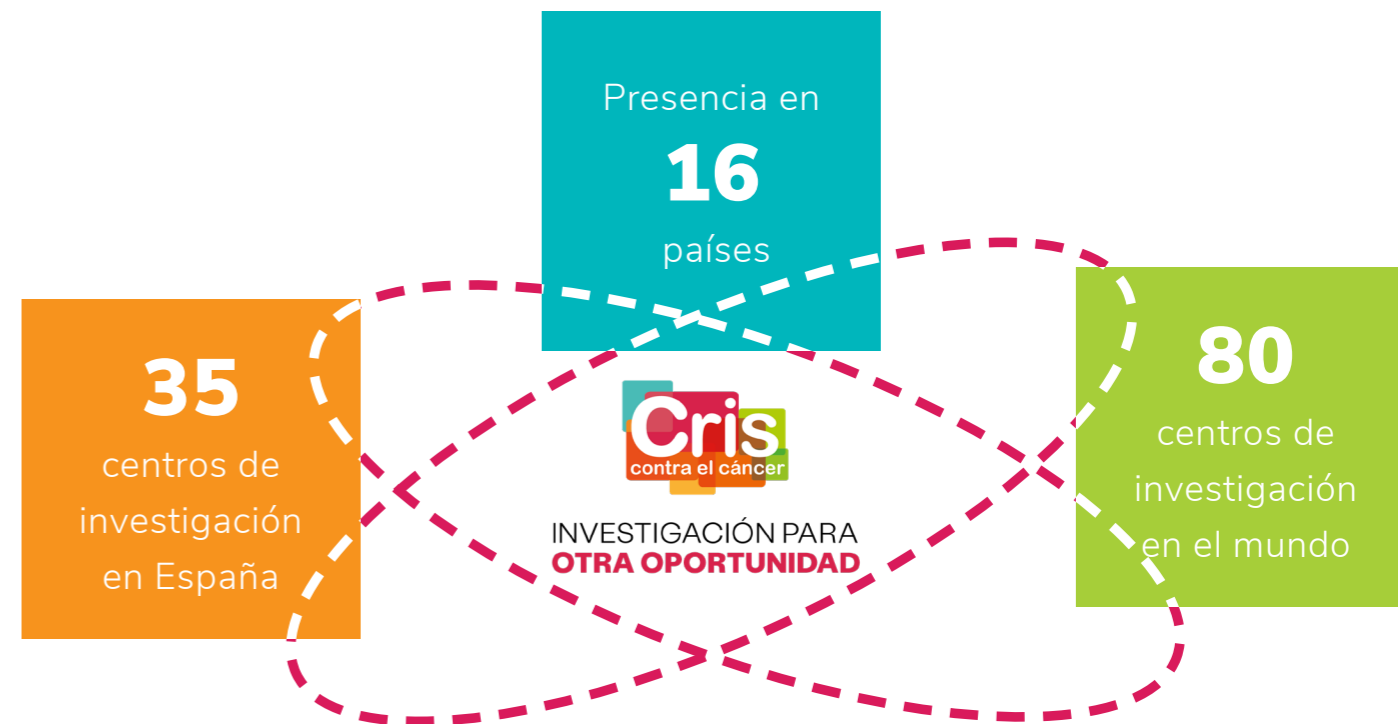 Presencia en
16
países
35
centros de
investigación
en España
Cris
contra el cáncer
INVESTIGACIÓN PARA
OTRA OPORTUNIDAD
80
centros de
investigación
en el mundo